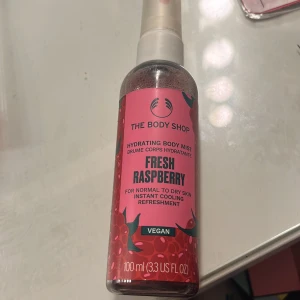 THE BODY SHOP
HYDRATING BODY MIST
BRUME CORPS HYDRATANTE
FRESH
RASPBERRY
FOR NORMAL TO DRY SKIN
INSTANT COOLING
REFRESHMENT
VEGAN
100 ml (3.3 US FL OZ)